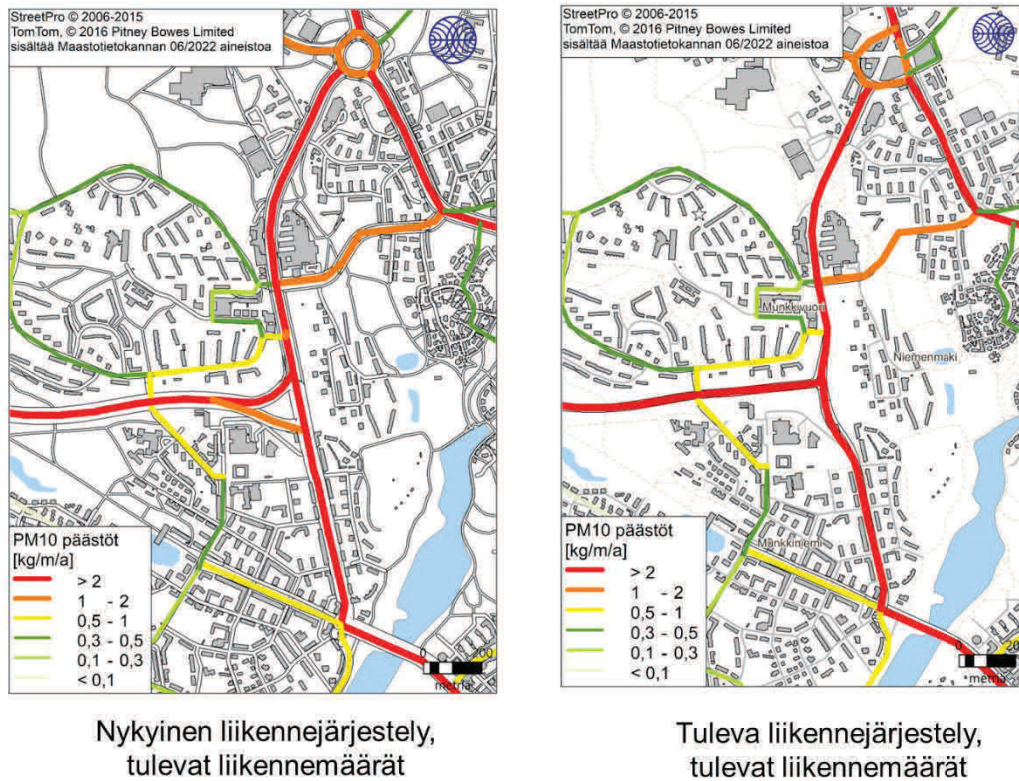 StreetPro © 2006-2015
TomTom, © 2016 Pitney Bowes Limited
sisältää Maastotietokannan 06/2022 aineistoa
PM10 päästöt
[kg/m/a]
> 2
1 - 2
0,5 - 1
0,3 - 0,5
0,1 - 0,3
< 0,1
0 200
metriä
Nykyinen liikennejärjestely,
tulevat liikennemäärät
StreetPro © 2006-2015
TomTom, © 2016 Pitney Bowes Limited
sisältää Maastotietokannan 06/2022 aineistoa
Munkkivuori
Niemenmäki
Munkkiniemi
PM10 päästöt
[kg/m/a]
> 2
1 - 2
0,5 - 1
0,3 - 0,5
0,1 - 0,3
< 0,1
0
metriä
Tuleva liikennejärjestely,
tulevat liikennemäärät